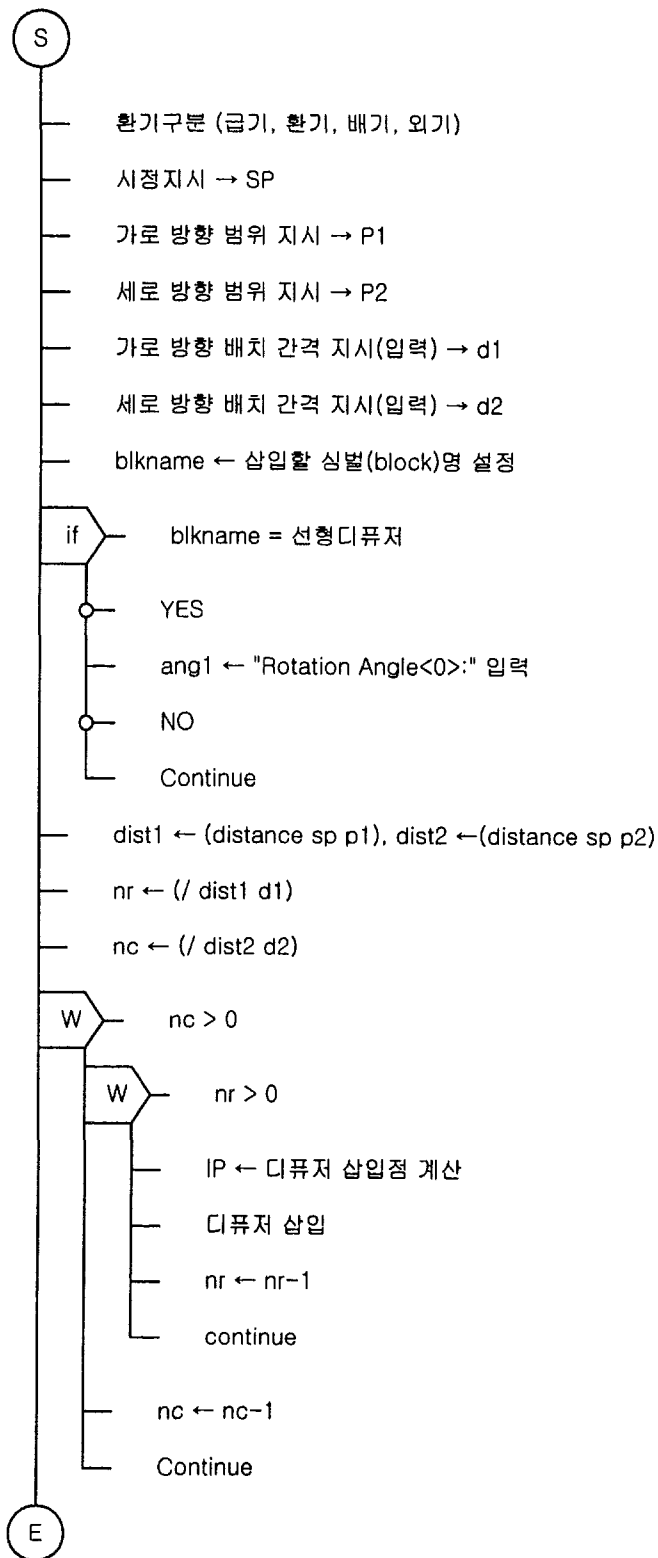 S
환기구분 (급기, 환기, 배기, 외기)
시점지시 → SP
가로 방향 범위 지시 → P1
세로 방향 범위 지시 → P2
가로 방향 배치 간격 지시(입력) → d1
세로 방향 배치 간격 지시(입력) → d2
blkname ← 삽입할 심벌(block)명 설정
if blkname = 선형디퓨저
YES
ang1 ← "Rotation Angle<0>:" 입력
NO
Continue
dist1 ← (distance sp p1), dist2 ←(distance sp p2)
nr ← (/ dist1 d1)
nc ← (/ dist2 d2)
W nc > 0
W nr > 0
IP ← 디퓨저 삽입점 계산
디퓨저 삽입
nr ← nr-1
continue
nc ← nc-1
Continue
E